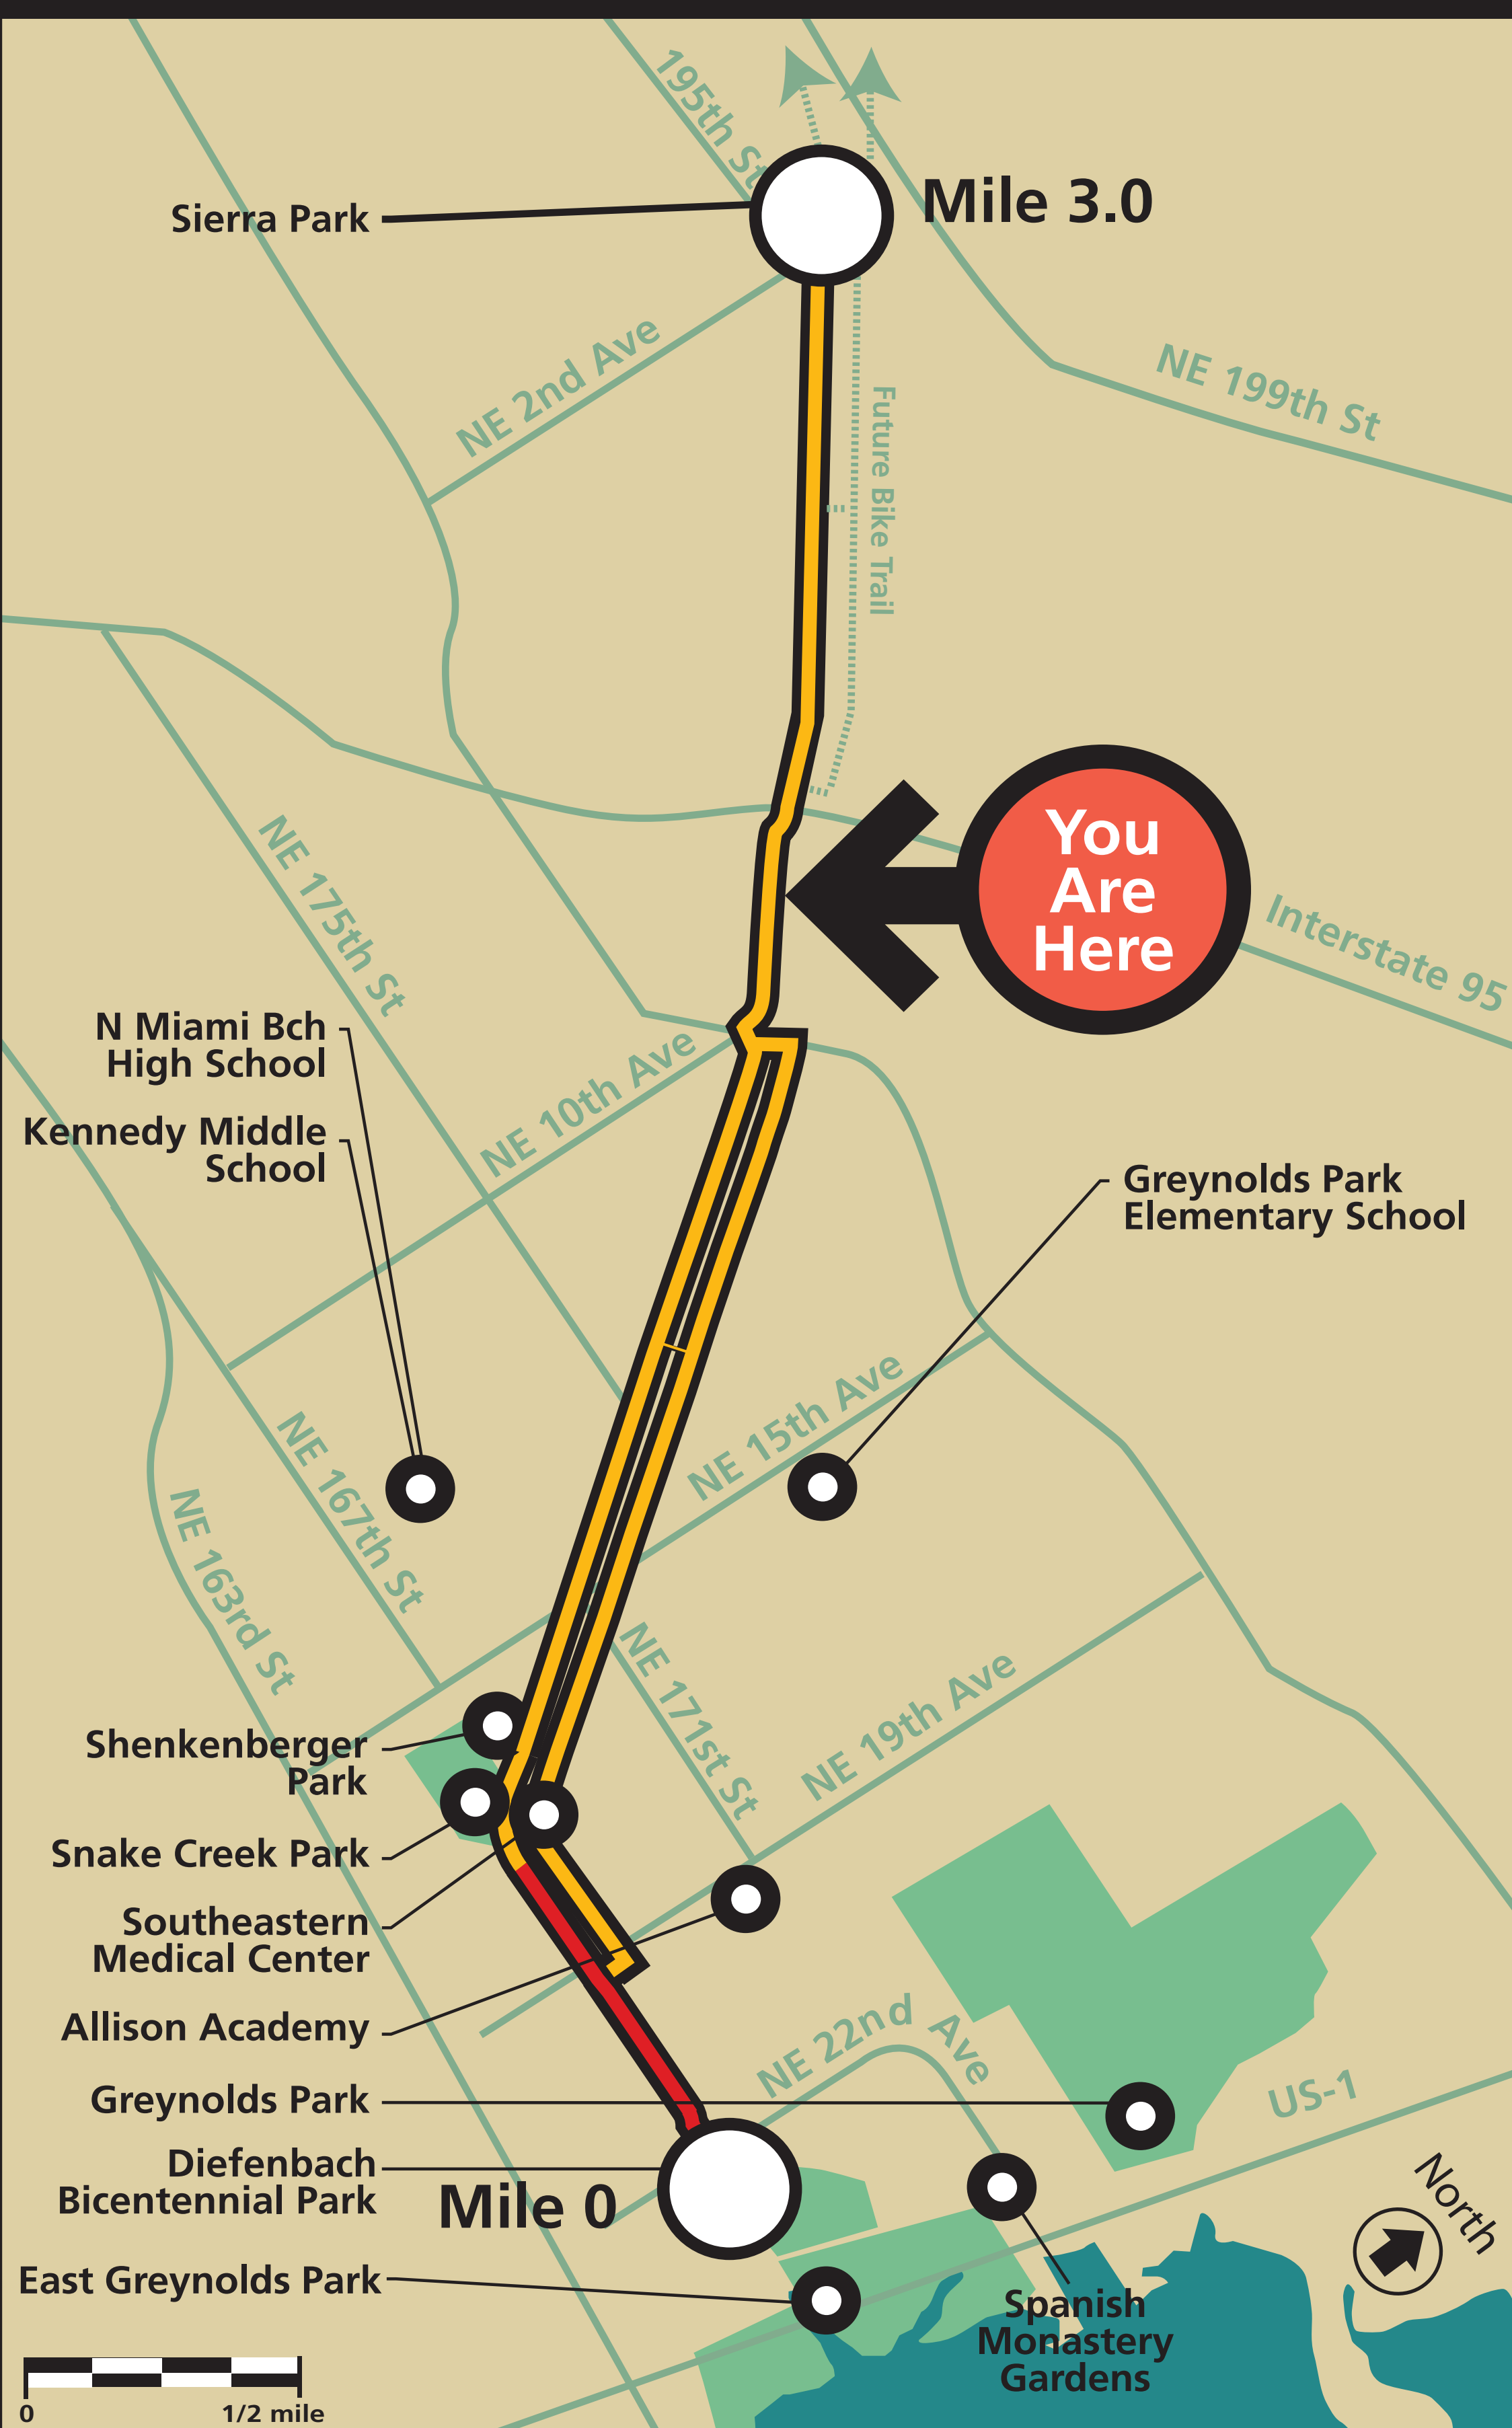 195th St
Sierra Park
Mile 3.0
NE 2nd Ave
NE 199th St
Future Bike Trail
You
Are
Here
Interstate 95
NE 175th St
N Miami Bch
High School
NE 10th Ave
Kennedy Middle
School
Greynolds Park
Elementary School
NE 15th Ave
NE 167th St
NE 163rd St
NE 171st St
NE 19th Ave
Shenkenberger
Park
Snake Creek Park
Southeastern
Medical Center
Allison Academy
NE 22nd Ave
Greynolds Park
US-1
Diefenbach
Bicentennial Park
Mile 0
North
East Greynolds Park
Spanish
Monastery
Gardens
0
1/2 mile